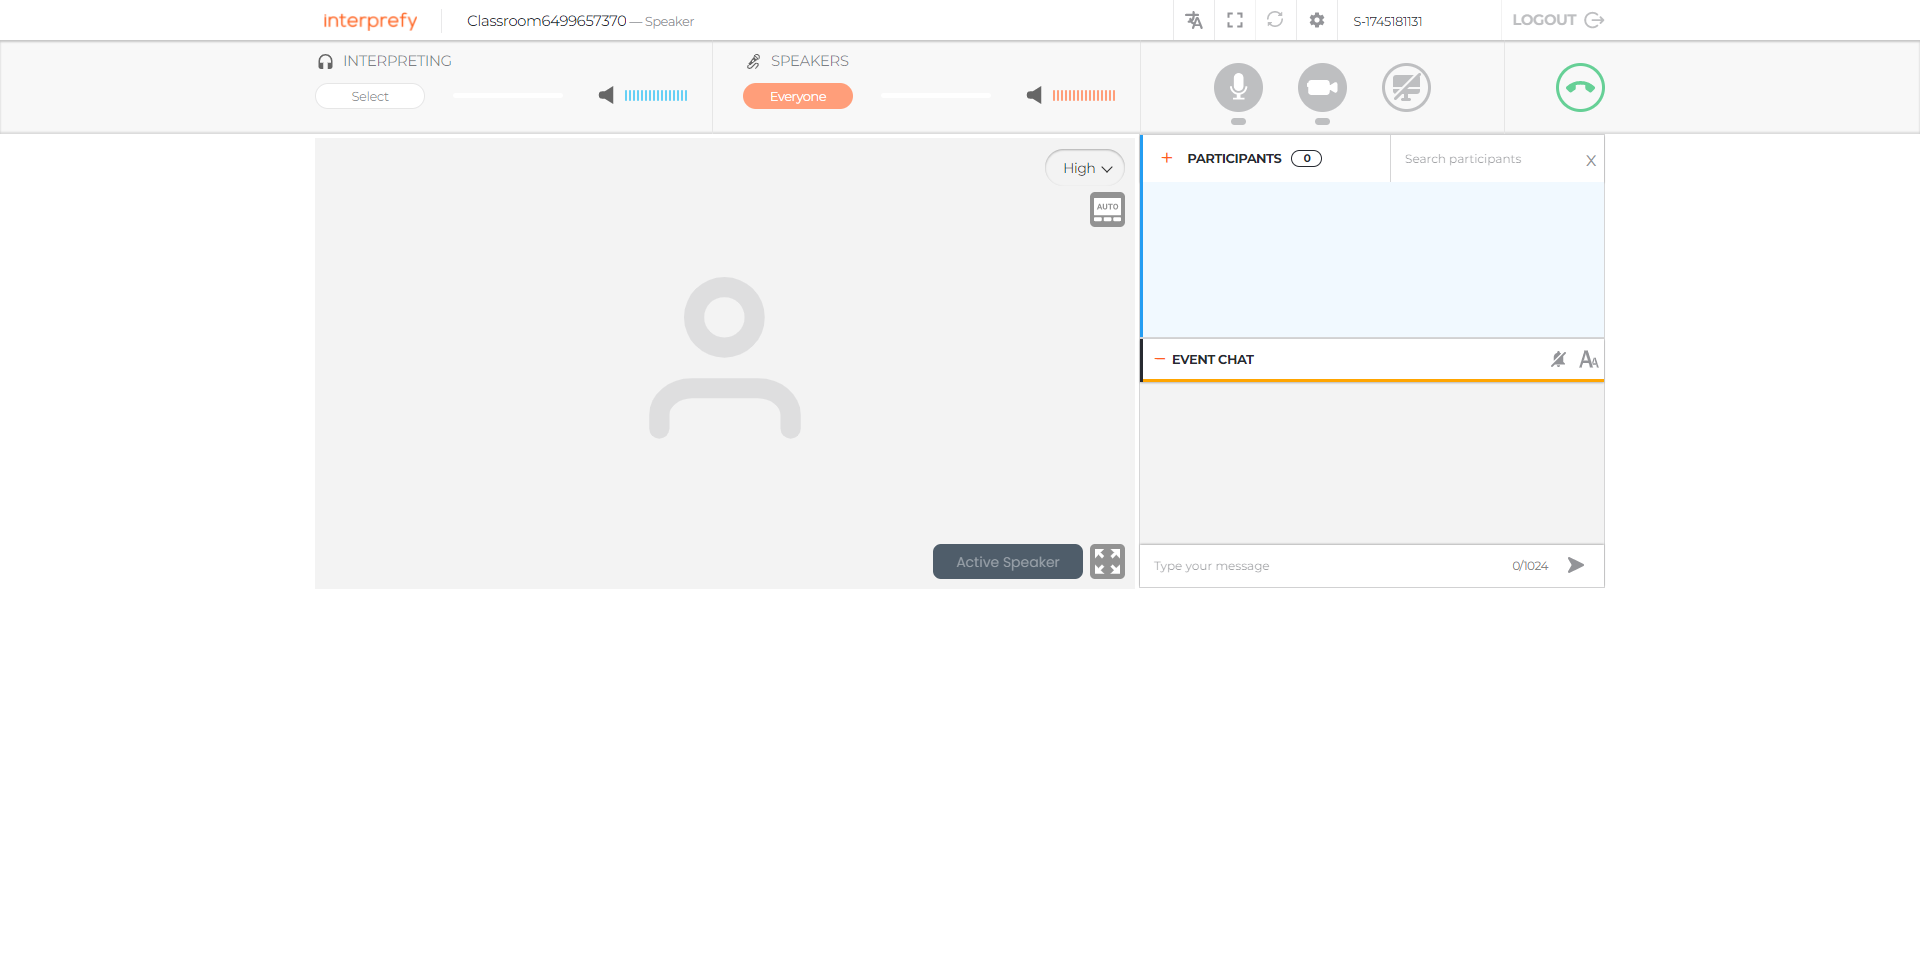 interprefy
Classroom6499657370 — Speaker
S-1745181131
LOGOUT
INTERPRETING
Select
SPEAKERS
Everyone
High
AUTO
Active Speaker
PARTICIPANTS 0
Search participants
X
EVENT CHAT
AA
Type your message
0/1024